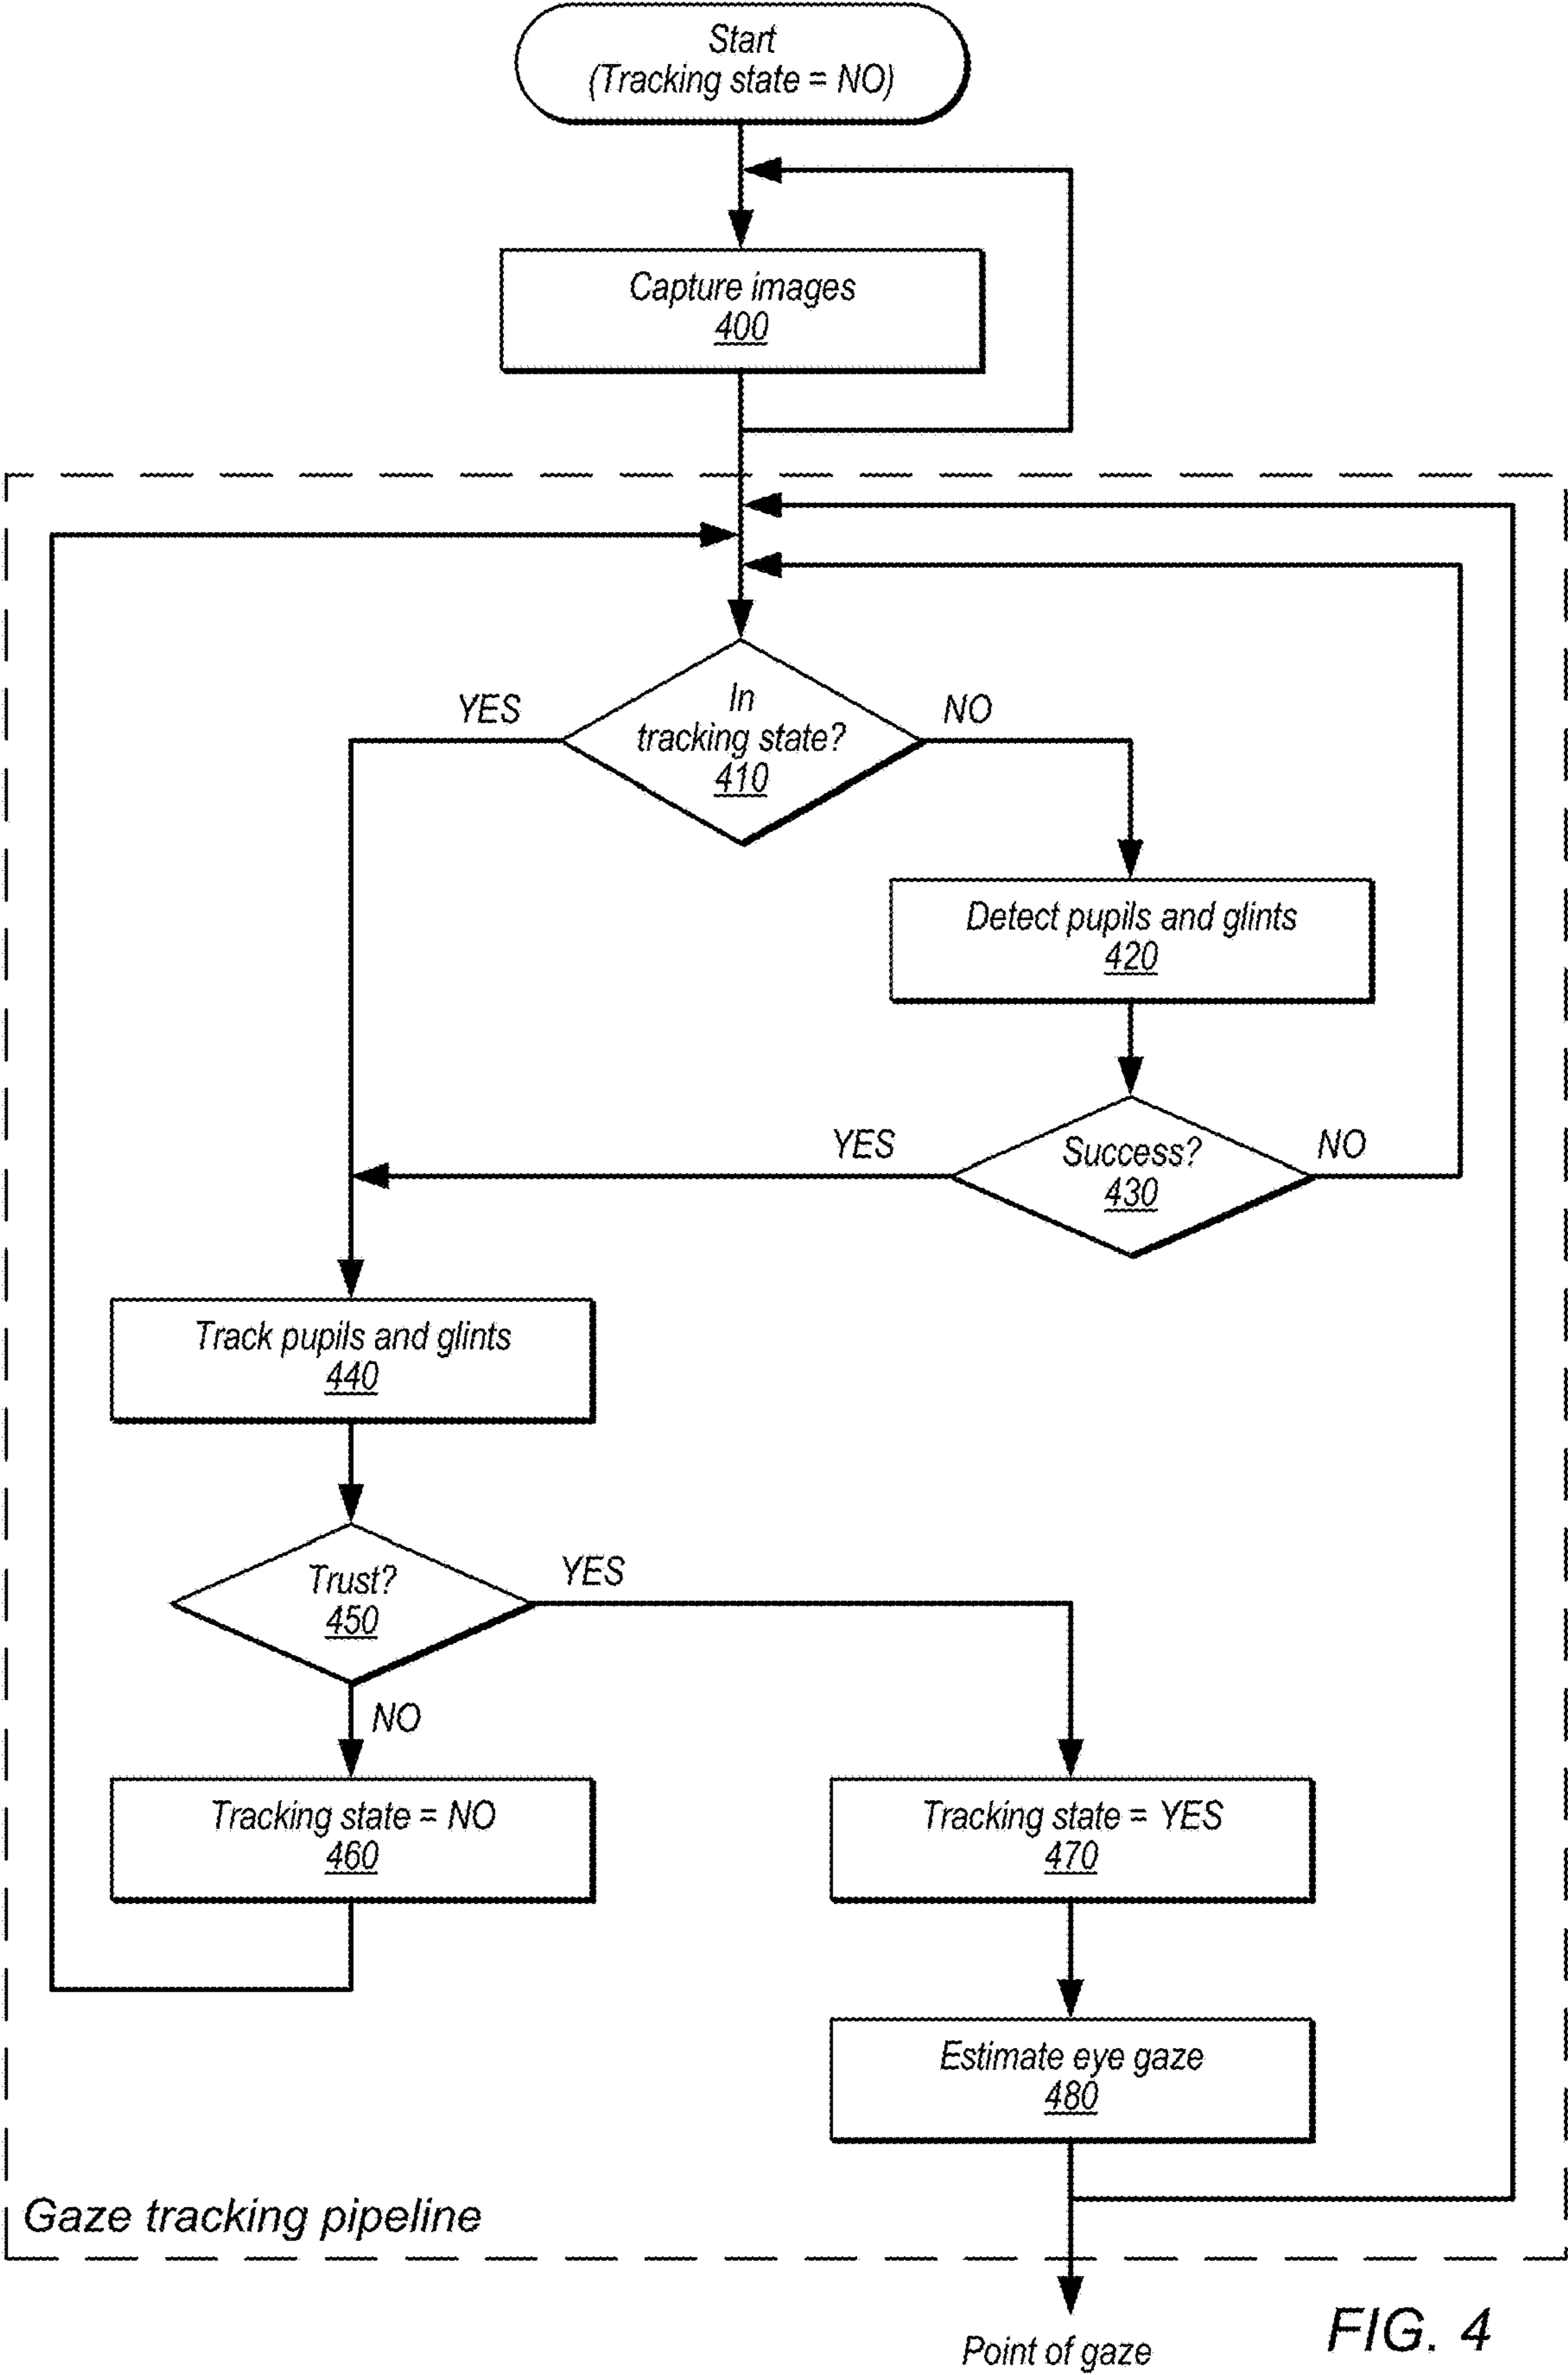 Start
(Tracking state = NO)
Capture images
400
In
tracking state?
410
YES
NO
Detect pupils and glints
420
Success?
430
YES
NO
Track pupils and glints
440
Trust?
450
YES
NO
Tracking state = NO
460
Tracking state = YES
470
Estimate eye gaze
480
Gaze tracking pipeline
Point of gaze
FIG. 4